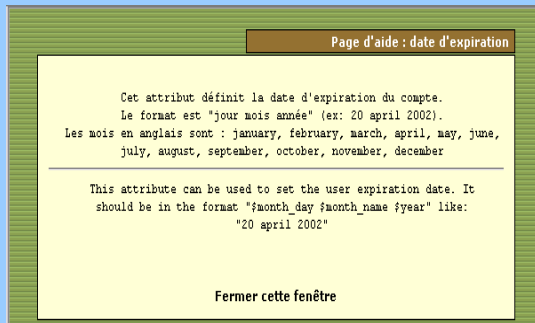 Page d'aide : date d'expiration
Cet attribut définit la date d'expiration du compte.
Le format est "jour mois année" (ex: 20 april 2002).
Les mois en anglais sont : january, february, march, april, may, june,
july, august, september, october, november, december
This attribute can be used to set the user expiration date. It
should be in the format "$month_day $month_name $year" like:
"20 april 2002"
Fermer cette fenêtre